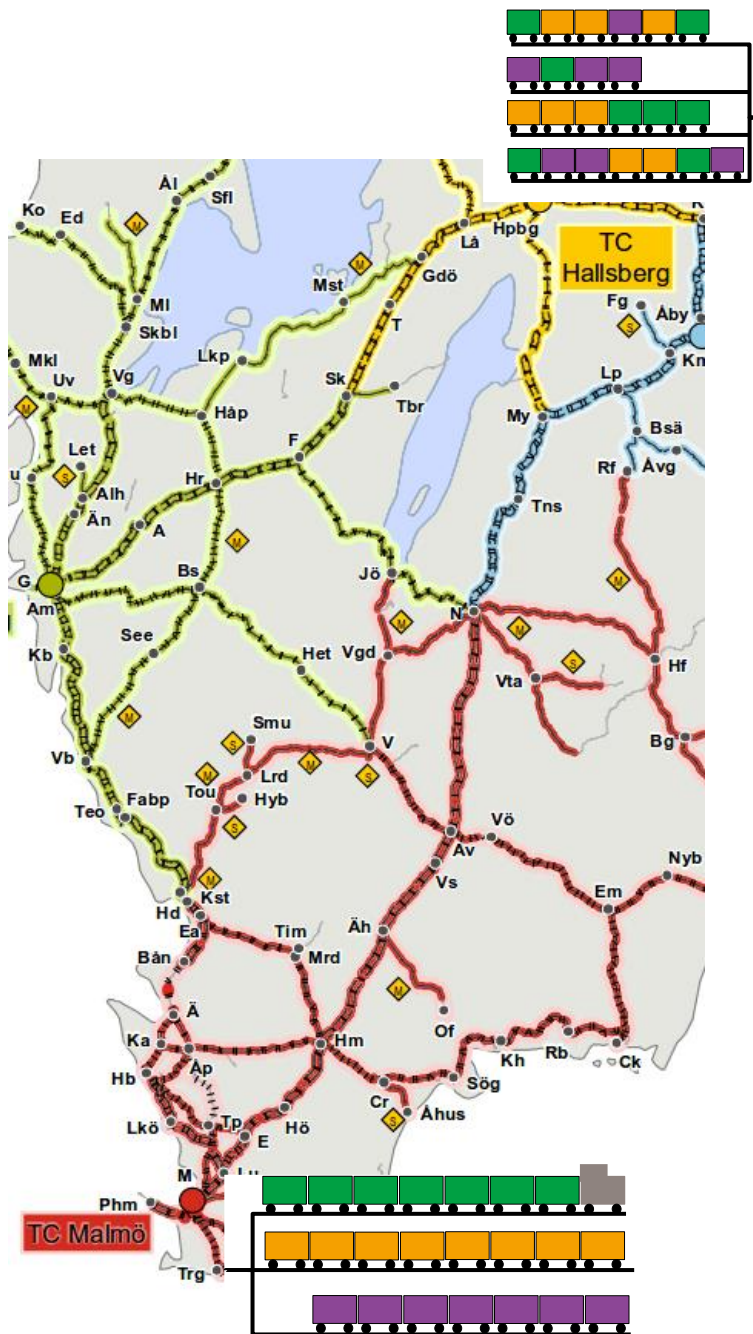 Ål
Sfl
Ko
Ed
M
Lå
Hpbg
TC
Hallsberg
Gdö
Mst
M
Ml
Skbl
T
Fg
Åby
S
Km
Mkl
Uv
Vg
Lkp
Sk
Tbr
Lp
M
Håp
My
Bsä
Let
F
Rf
Åvg
S
Hr
Alh
Än
A
Tns
M
G
Am
Bs
Jö
M
N
M
Kb
See
Het
Vgd
M
S
Vta
Hf
M
Smu
S
V
Bg
Vb
M
Lrd
M
S
Tou
Hyb
Teo
Fabp
S
Av
Vö
Vs
Nyb
M
Kst
Hd
Em
Ea
Tim
Äh
Bån
Mrd
M
Ä
Of
Ka
Hm
Åp
Kh
Rb
Ck
Hb
Sög
Cr
Lkö
Tp
Hö
Åhus
E
S
M
Lu
Phm
TC Malmö
Trg